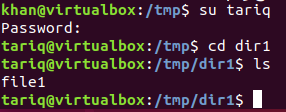 khan@virtualbox:/tmp$ su tariq
Password:
tariq@virtualbox:/tmp$ cd dir1
tariq@virtualbox:/tmp/dir1$ ls
file1
tariq@virtualbox:/tmp/dir1$